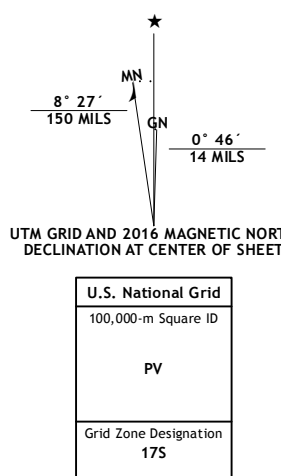 ★
MN
8° 27´
150 MILS
GN
0° 46´
14 MILS
UTM GRID AND 2016 MAGNETIC NORT
DECLINATION AT CENTER OF SHEET
U.S. National Grid
100,000-m Square ID
PV
Grid Zone Designation
17S